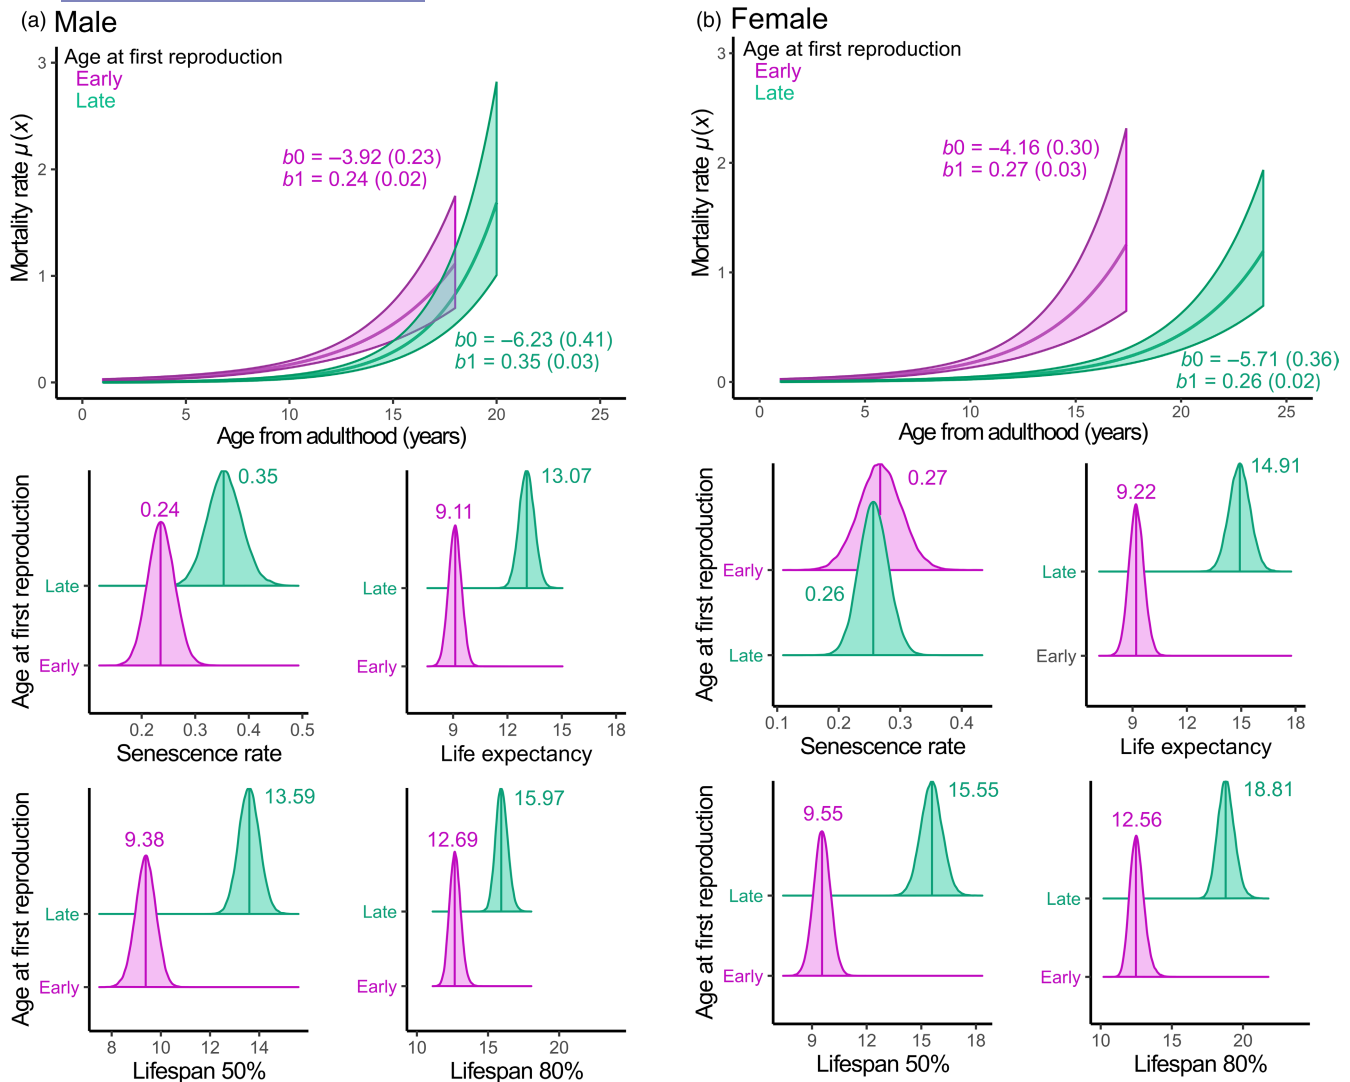 (a) Male
Age at first reproduction
Early
Late
3
2
1
0
Mortality rate μ(x)
b0 = −3.92 (0.23)
b1 = 0.24 (0.02)
b0 = −6.23 (0.41)
b1 = 0.35 (0.03)
0 5 10 15 20 25
Age from adulthood (years)
(b) Female
Age at first reproduction
Early
Late
3
2
1
0
Mortality rate μ(x)
b0 = −4.16 (0.30)
b1 = 0.27 (0.03)
b0 = −5.71 (0.36)
b1 = 0.26 (0.02)
0 5 10 15 20 25
Age from adulthood (years)
Age at first reproduction
0.35
0.24
Late
Early
0.2 0.3 0.4 0.5
Senescence rate
13.07
9.11
Late
Early
9 12 15 18
Life expectancy
Age at first reproduction
0.27
Early
0.26
Late
0.1 0.2 0.3 0.4
Senescence rate
14.91
9.22
Late
Early
9 12 15 18
Life expectancy
Age at first reproduction
13.59
9.38
Late
Early
8 10 12 14
Lifespan 50%
15.97
12.69
Late
Early
10 15 20
Lifespan 80%
Age at first reproduction
15.55
9.55
Late
Early
9 12 15 18
Lifespan 50%
18.81
12.56
Late
Early
10 15 20
Lifespan 80%